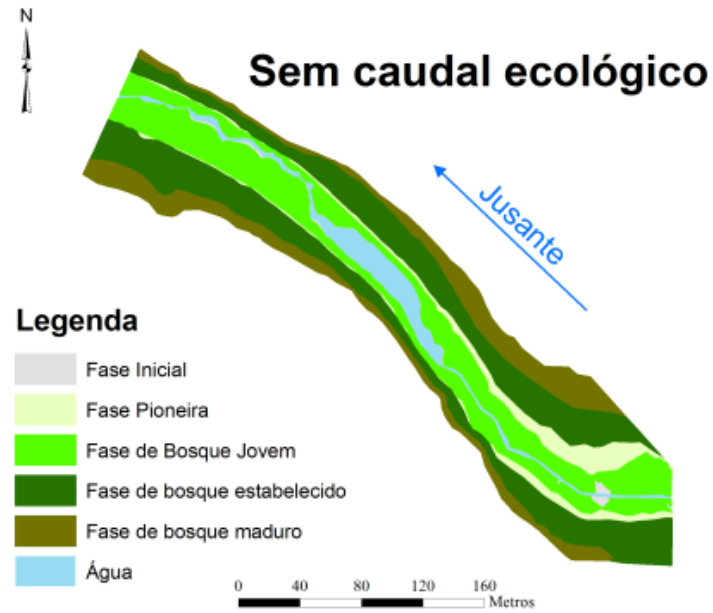 N
Sem caudal ecológico
Jusante
Legenda
Fase Inicial
Fase Pioneira
Fase de Bosque Jovem
Fase de bosque estabelecido
Fase de bosque maduro
Água
0 40 80 120 160
Metros